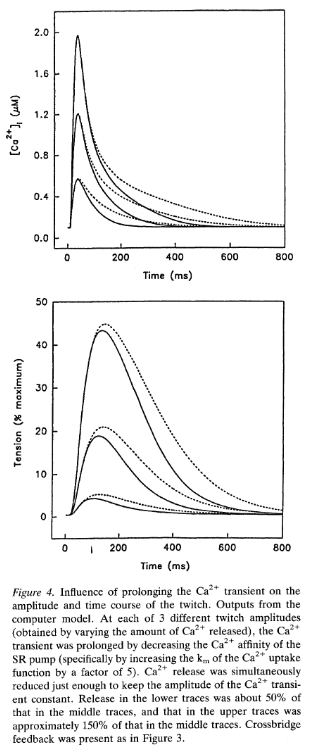 2.0
1.6
1.2
0.8
0.4
0.0
[Ca2+]i (μM)
0 200 400 600 800
Time (ms)
50
40
30
20
10
0
Tension (% maximum)
0 200 400 600 800
Time (ms)
Figure 4. Influence of prolonging the Ca2+ transient on the
amplitude and time course of the twitch. Outputs from the
computer model. At each of 3 different twitch amplitudes
(obtained by varying the amount of Ca2+ released), the Ca2+
transient was prolonged by decreasing the Ca2+ affinity of the
SR pump (specifically by increasing the km of the Ca2+ uptake
function by a factor of 5). Ca2+ release was simultaneously
reduced just enough to keep the amplitude of the Ca2+ transi-
ent constant. Release in the lower traces was about 50% of
that in the middle traces, and that in the upper traces was
approximately 150% of that in the middle traces. Crossbridge
feedback was present as in Figure 3.